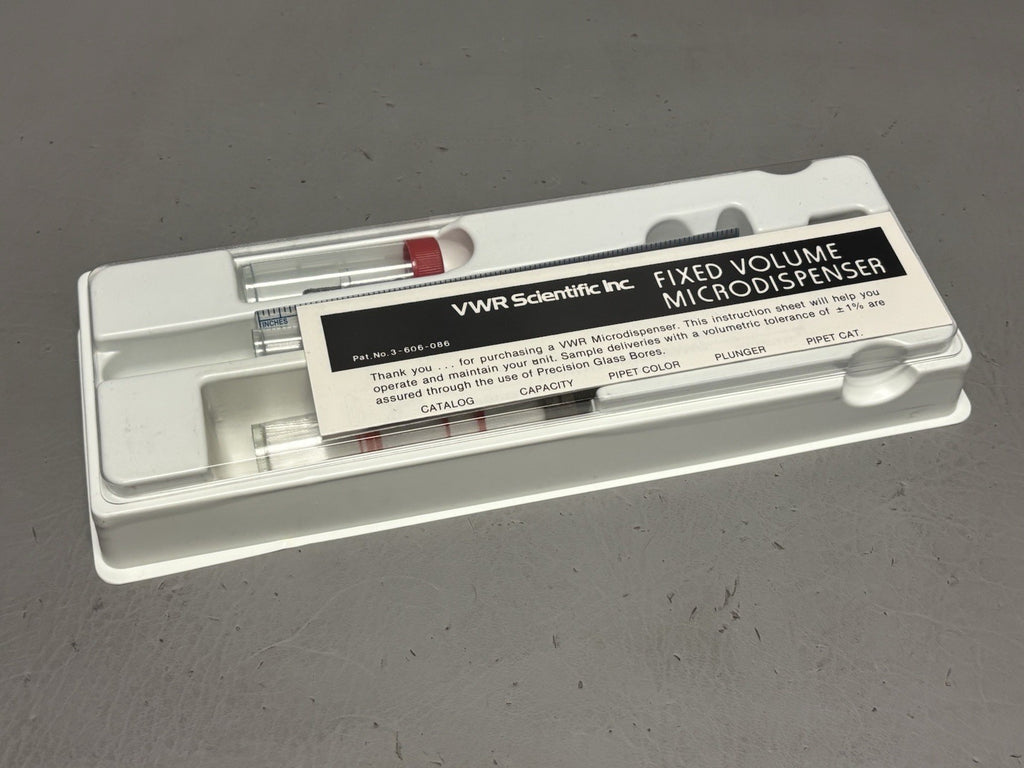 INCHES
VWR Scientific Inc.
FIXED VOLUME
MICRODISPENSER
Pat.No.3-606-086
Thank you ... for purchasing a VWR Microdispenser. This instruction sheet will help you
operate and maintain your unit. Sample deliveries with a volumetric tolerance of ±1% are
assured through the use of Precision Glass Bores.
CATALOG CAPACITY PIPET COLOR PLUNGER PIPET CAT.